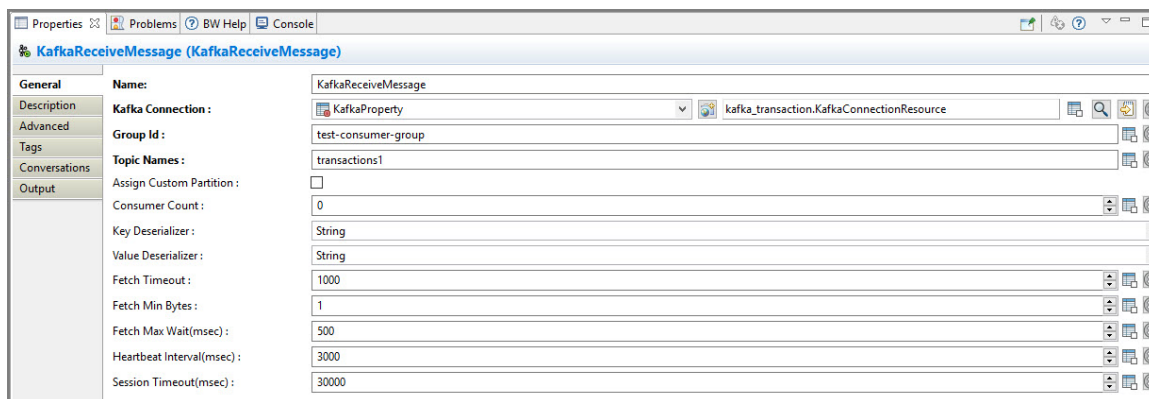 Properties Problems BW Help Console
KafkaReceiveMessage (KafkaReceiveMessage)
General Name: KafkaReceiveMessage
Description Kafka Connection : KafkaProperty kafka_transaction.KafkaConnectionResource
Advanced Group Id : test-consumer-group
Tags Topic Names : transactions1
Conversations Assign Custom Partition :
Output Consumer Count : 0
Key Deserializer : String
Value Deserializer : String
Fetch Timeout : 1000
Fetch Min Bytes : 1
Fetch Max Wait(msec) : 500
Heartbeat Interval(msec) : 3000
Session Timeout(msec) : 30000